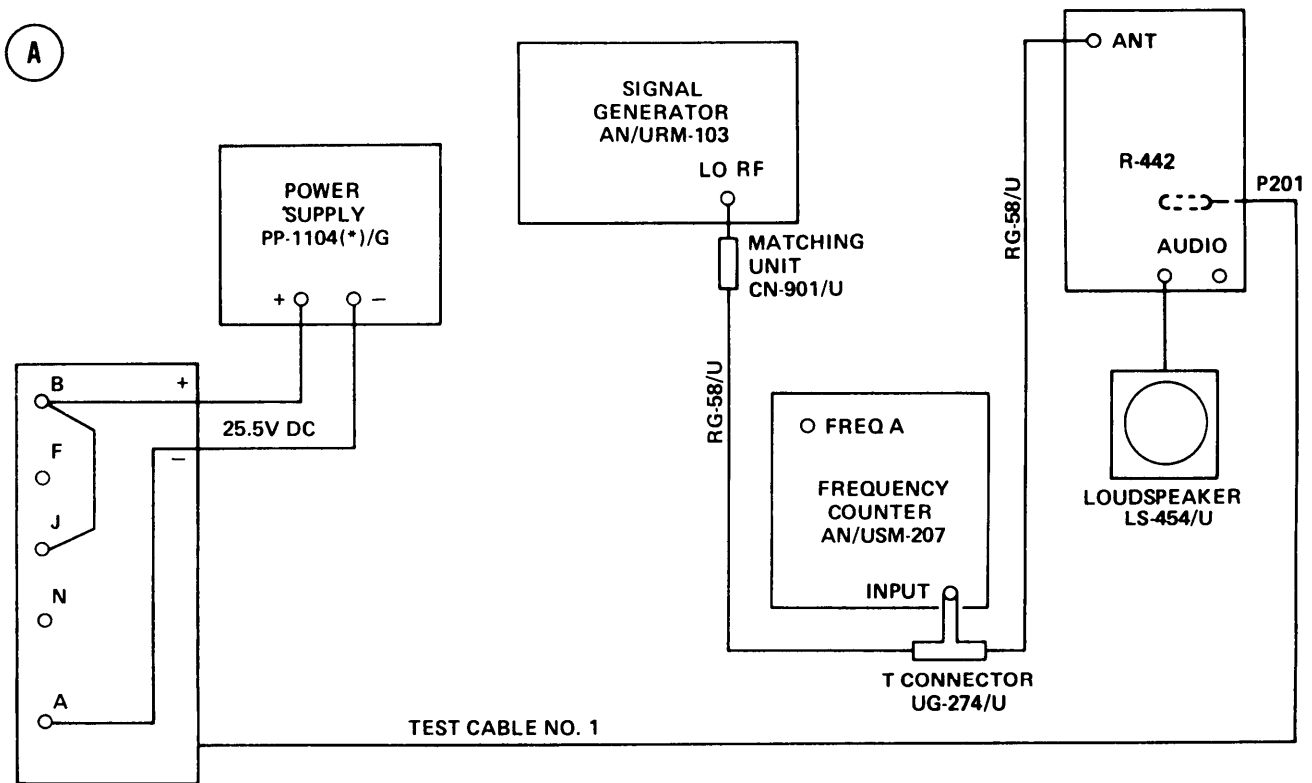 A
POWER
SUPPLY
PP-1104(*)/G
+
−
B
+
F
25.5V DC
−
J
N
A
TEST CABLE NO. 1
SIGNAL
GENERATOR
AN/URM-103
LO RF
MATCHING
UNIT
CN-901/U
RG-58/U
FREQ A
FREQUENCY
COUNTER
AN/USM-207
INPUT
T CONNECTOR
UG-274/U
RG-58/U
ANT
R-442
P201
AUDIO
LOUDSPEAKER
LS-454/U